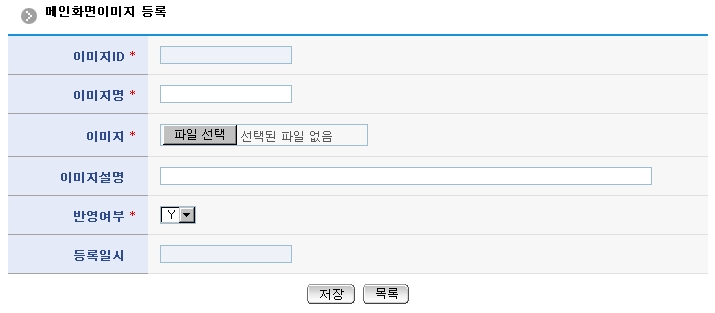 메인화면이미지 등록
이미지ID *
이미지명 *
이미지 * 파일 선택 선택된 파일 없음
이미지설명
반영여부 * Y
등록일시
저장 목록